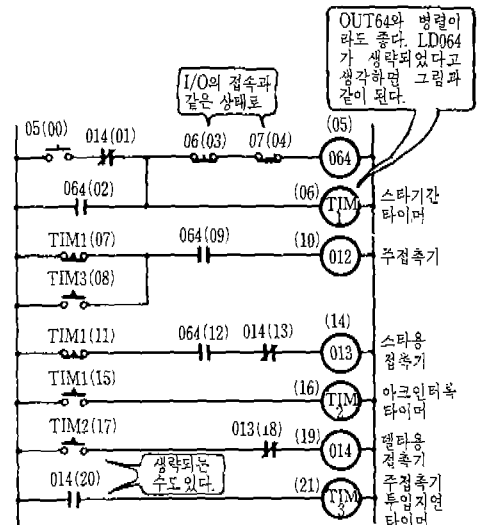 OUT64와 병렬이
라도 좋다. LD064
가 생략되었다고
생각하면 그림과
같이 된다.
I/O의 접속과
같은 상태로
05(00) 014(01) 06(03) 07(04) (05)
064
064(02) (06) TIM 1 스타기간
타이머
TIM1(07) 064(09) (10) 012 주접촉기
TIM3(08)
TIM1(11) 064(12) 014(13) (14) 013 스타용
접촉기
TIM1(15) (16) TIM 2 아크인터록
타이머
TIM2(17) 013(18) (19) 014 델타용
접촉기
생략되는
수도있다.
014(20) (21) TIM 3 주접촉기
투입지연
타이머